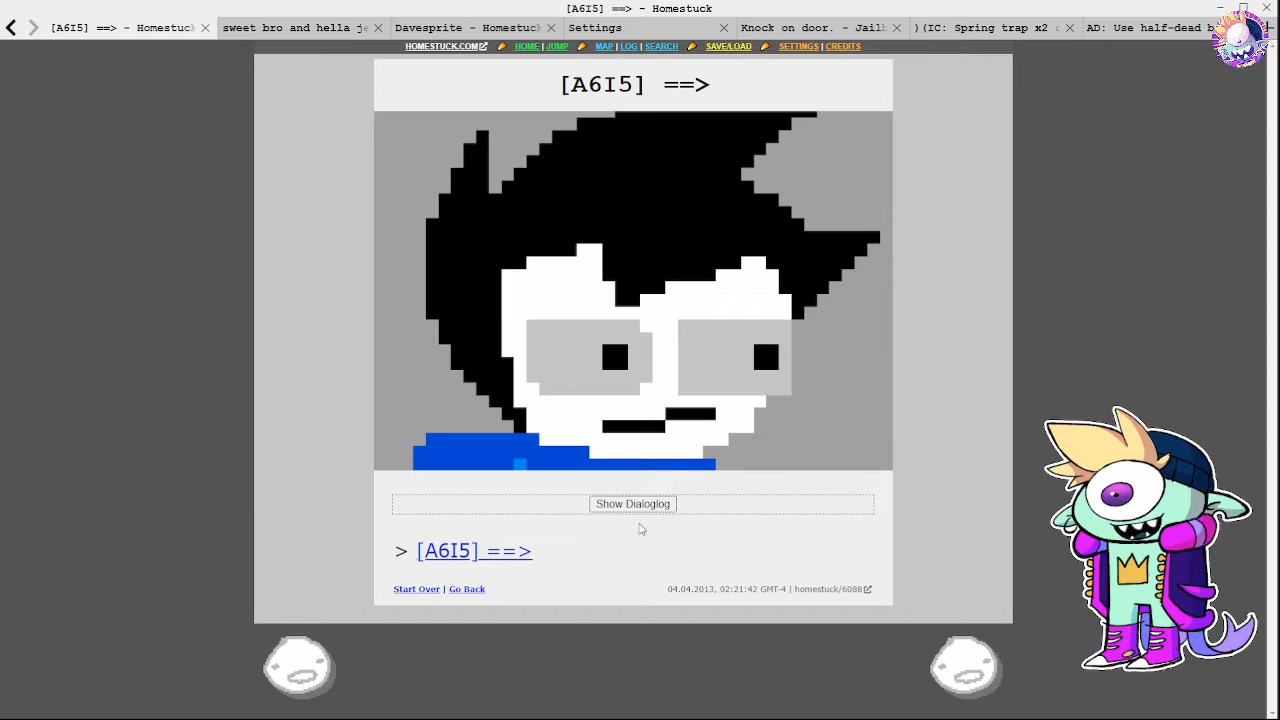 [A6I5] ==> - Homestuck
[A6I5] ==> - Homestuck
sweet bro and hella je
Davesprite - Homestuck
Settings
Knock on door. - Jailb
)(IC: Spring trap x2 c
AD: Use half-dead b
HOMESTUCK.COM
HOME | JUMP
MAP | LOG | SEARCH
SAVE/LOAD
SETTINGS | CREDITS
[A6I5] ==>
Show Dialoglog
> [A6I5] ==>
Start Over | Go Back
04.04.2013, 02:21:42 GMT-4 | homestuck/6088